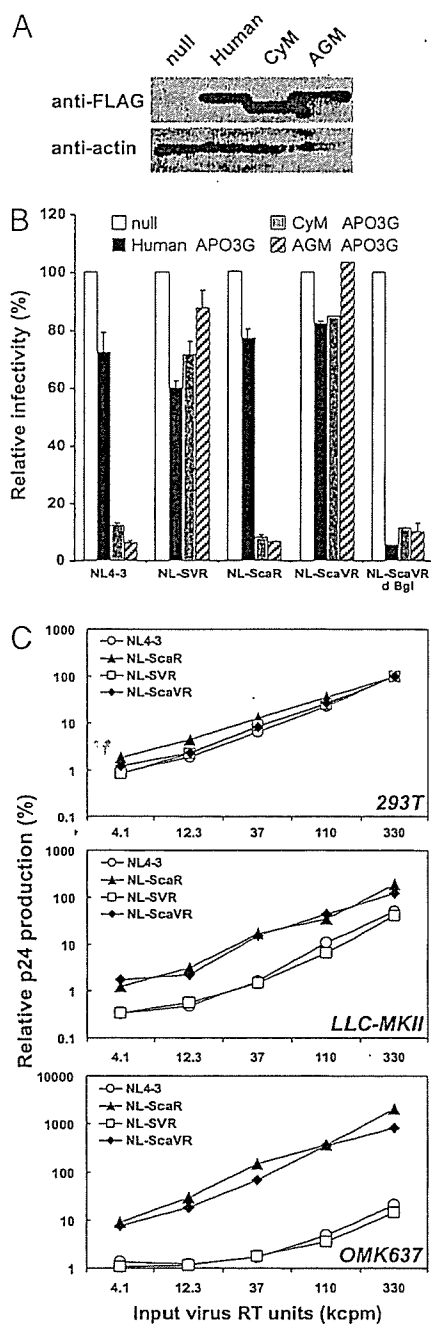 A
null Human CyM AGM
anti-FLAG
anti-actin
B
120
100
80
60
40
20
0
Relative infectivity (%)
null CyM APO3G
Human APO3G AGM APO3G
NL4-3 NL-SVR NL-ScaR NL-ScaVR NL-ScaVR
d Bgl
C
Relative p24 production (%)
1000
100
10
1
0.1
NL4-3
NL-ScaR
NL-SVR
NL-ScaVR
293T
4.1 12.3 37 110 330
1000
100
10
1
0.1
NL4-3
NL-ScaR
NL-SVR
NL-ScaVR
LLC-MKII
4.1 12.3 37 110 330
10000
1000
100
10
1
NL4-3
NL-ScaR
NL-SVR
NL-ScaVR
OMK637
4.1 12.3 37 110 330
Input virus RT units (kcpm)